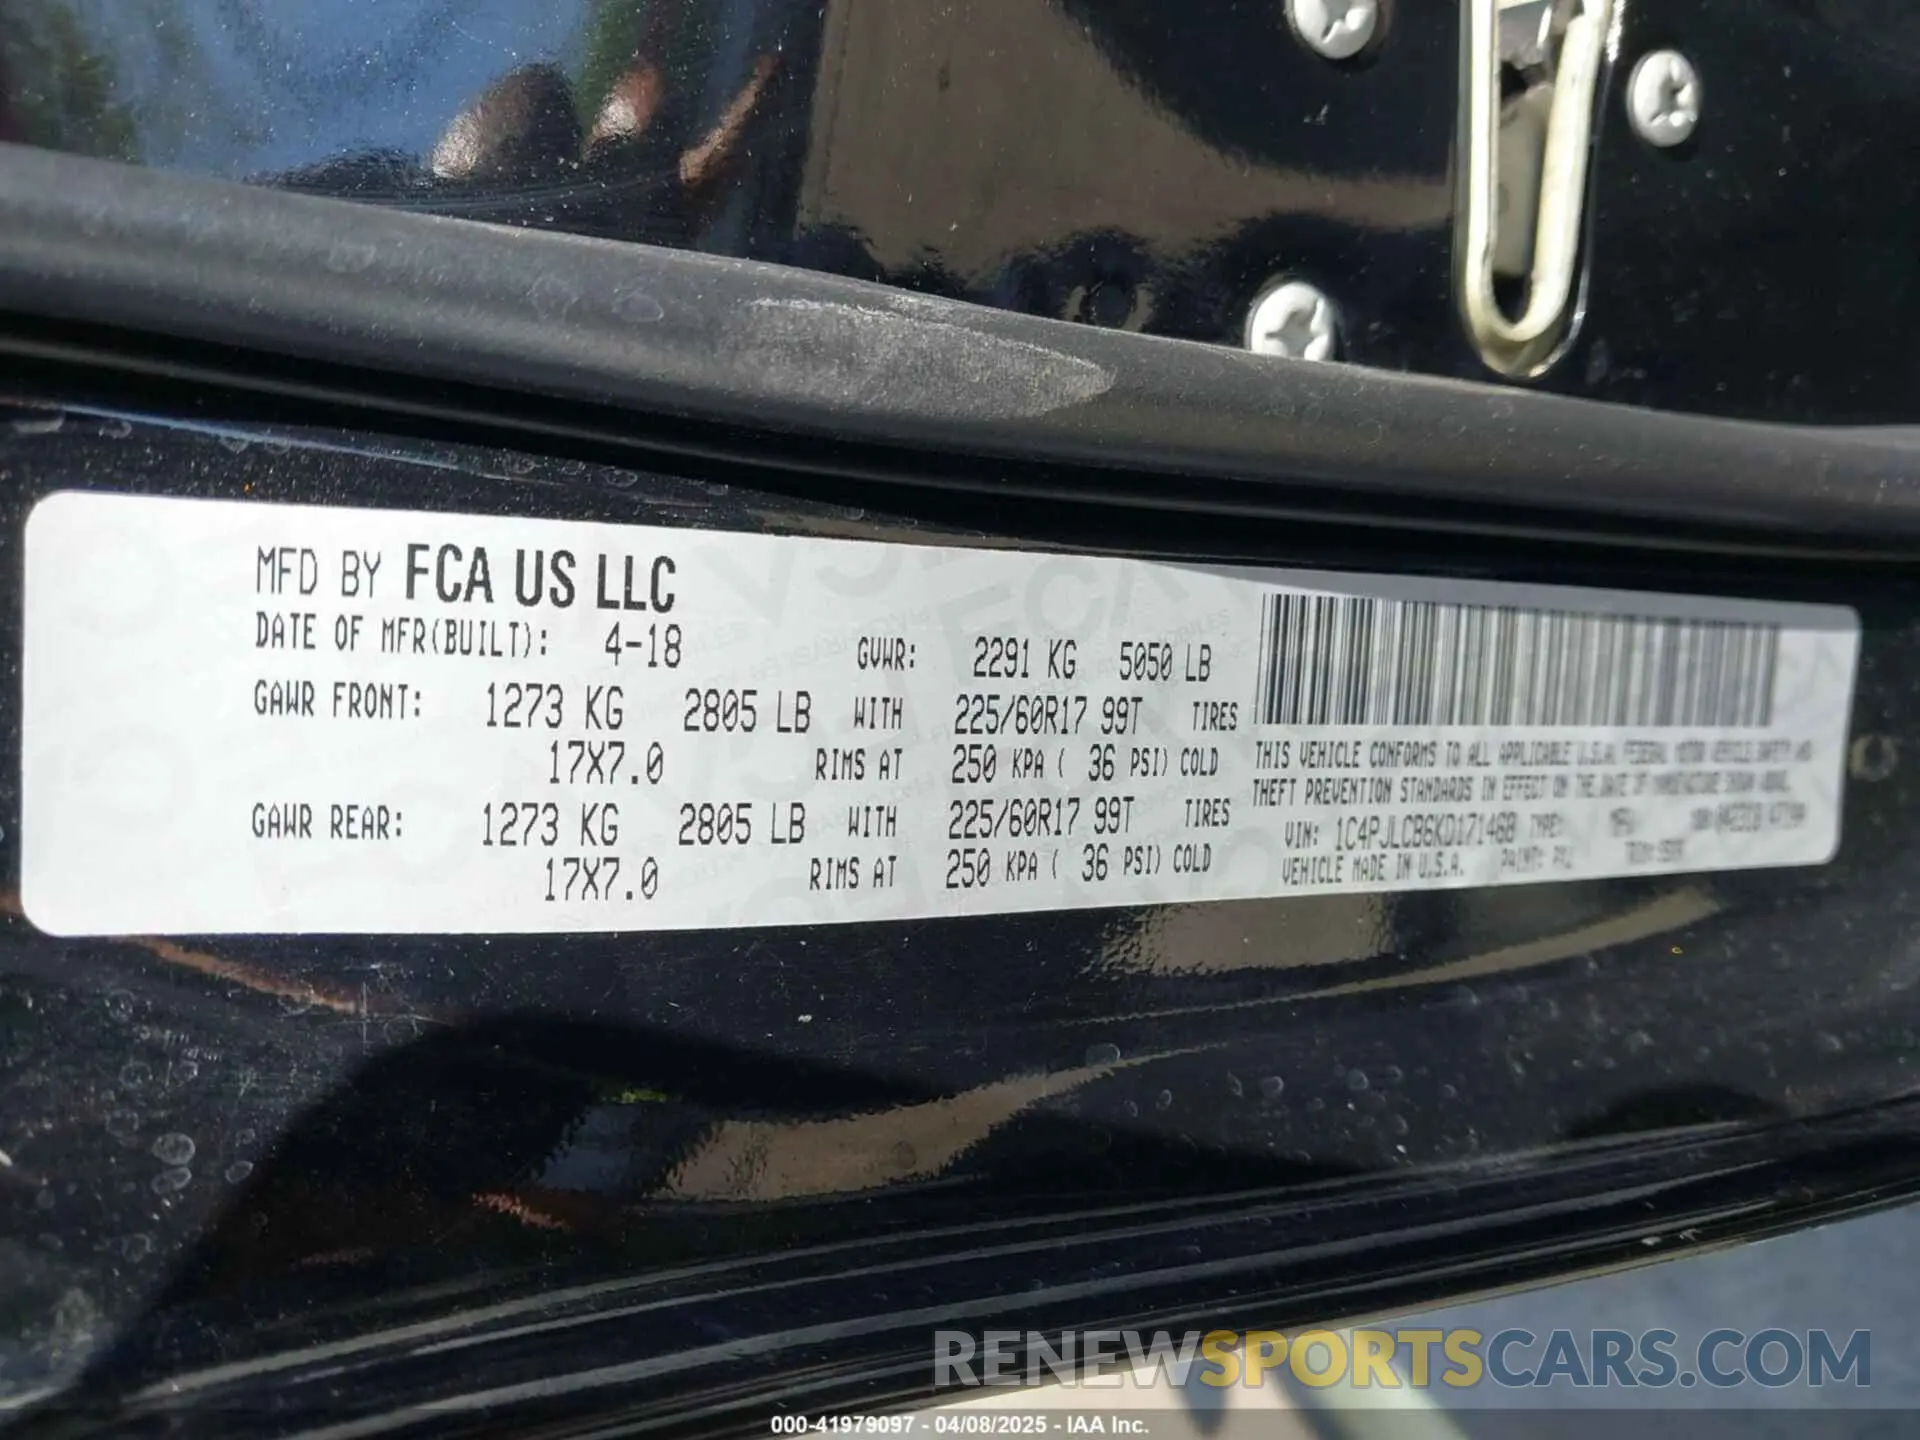 MFD BY FCA US LLC
DATE OF MFR(BUILT): 4-18 GVWR: 2291 KG 5050 LB
GAWR FRONT: 1273 KG 2805 LB WITH 225/60R17 99T TIRES
17X7.0 RIMS AT 250 KPA ( 36 PSI) COLD
GAWR REAR: 1273 KG 2805 LB WITH 225/60R17 99T TIRES
17X7.0 RIMS AT 250 KPA ( 36 PSI) COLD
THIS VEHICLE CONFORMS TO ALL APPLICABLE U.S.A. FEDERAL MOTOR VEHICLE SAFETY AND
THEFT PREVENTION STANDARDS IN EFFECT ON THE DATE OF MANUFACTURE SHOWN ABOVE.
VIN: 1C4PJLCB6KD171468 TYPE:
VEHICLE MADE IN U.S.A. PAINT:
RENEWSPORTSCARS.COM
000-41979097 - 04/08/2025 - IAA Inc.